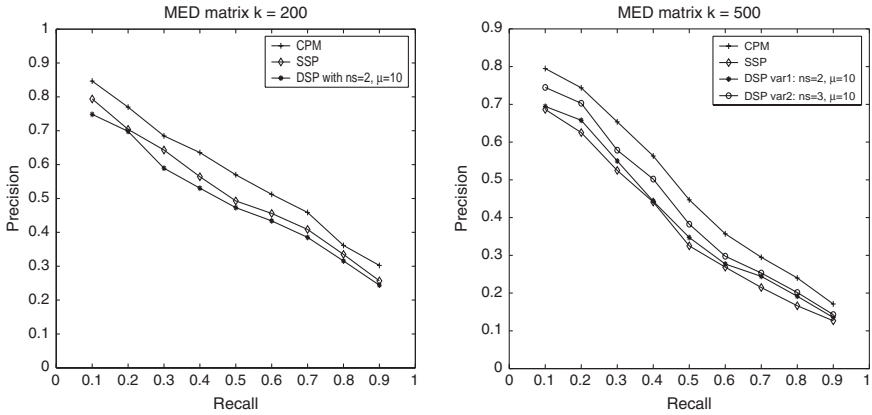 MED matrix k = 200
1
0.9
0.8
0.7
0.6
0.5
0.4
0.3
0.2
0.1
0
Precision
CPM
SSP
DSP with ns=2, μ=10
0 0.1 0.2 0.3 0.4 0.5 0.6 0.7 0.8 0.9 1
Recall
MED matrix k = 500
0.9
0.8
0.7
0.6
0.5
0.4
0.3
0.2
0.1
0
Precision
CPM
SSP
DSP var1: ns=2, μ=10
DSP var2: ns=3, μ=10
0 0.1 0.2 0.3 0.4 0.5 0.6 0.7 0.8 0.9 1
Recall